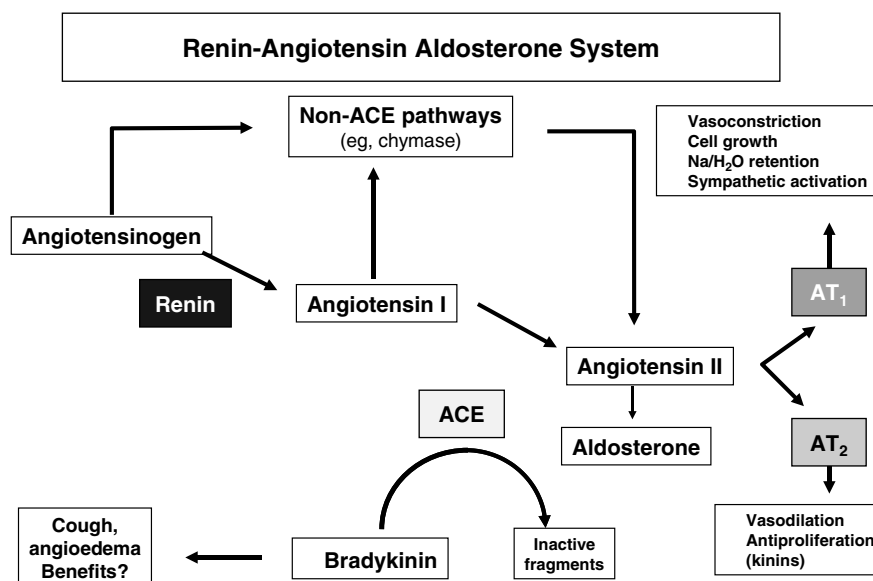 Renin-Angiotensin Aldosterone System
Non-ACE pathways
(eg, chymase)
Vasoconstriction
Cell growth
Na/H₂O retention
Sympathetic activation
Angiotensinogen
Renin
Angiotensin I
AT₁
Angiotensin II
ACE
Aldosterone
AT₂
Cough,
angioedema
Benefits?
Bradykinin
Inactive
fragments
Vasodilation
Antiproliferation
(kinins)